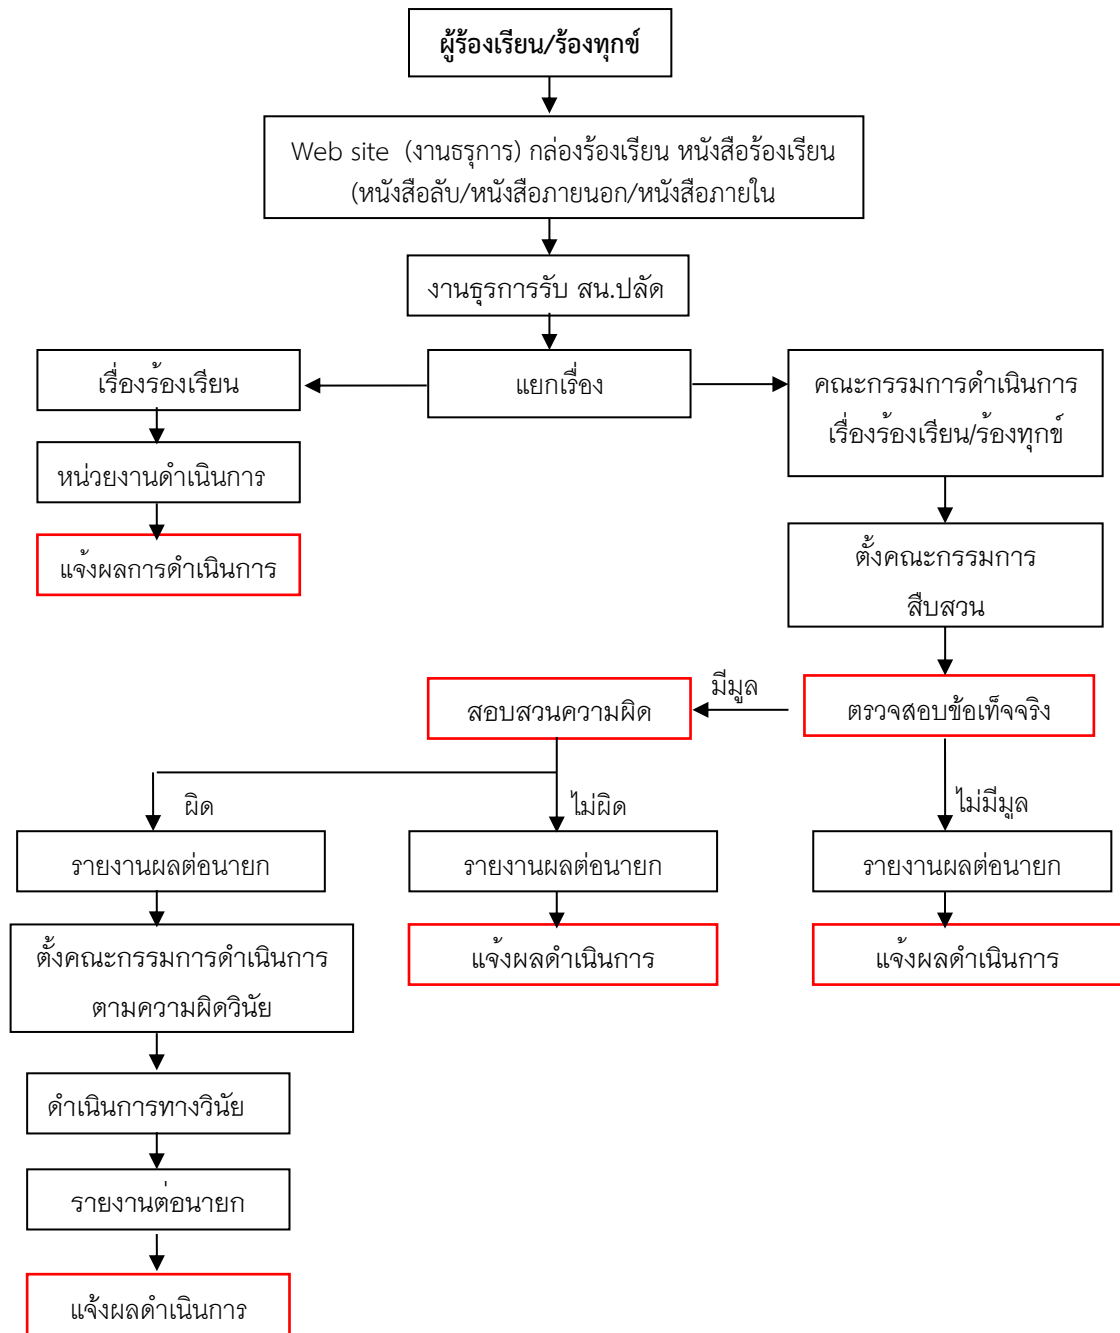 ผู้ร้องเรียน/ร้องทุกข์
Web site (งานธรุการ) กล่องร้องเรียน หนังสือร้องเรียน
(หนังสือลับ/หนังสือภายนอก/หนังสือภายใน
งานธุรการรับ สน.ปลัด
เรื่องร้องเรียน
แยกเรื่อง
คณะกรรมการดำเนินการ
เรื่องร้องเรียน/ร้องทุกข์
หน่วยงานดำเนินการ
แจ้งผลการดำเนินการ
ตั้งคณะกรรมการ
สืบสวน
สอบสวนความผิด
มีมูล
ตรวจสอบข้อเท็จจริง
ผิด
ไม่ผิด
ไม่มีมูล
รายงานผลต่อนายก
รายงานผลต่อนายก
รายงานผลต่อนายก
ตั้งคณะกรรมการดำเนินการ
ตามความผิดวินัย
แจ้งผลดำเนินการ
แจ้งผลดำเนินการ
ดำเนินการทางวินัย
รายงานต่อนายก
แจ้งผลดำเนินการ